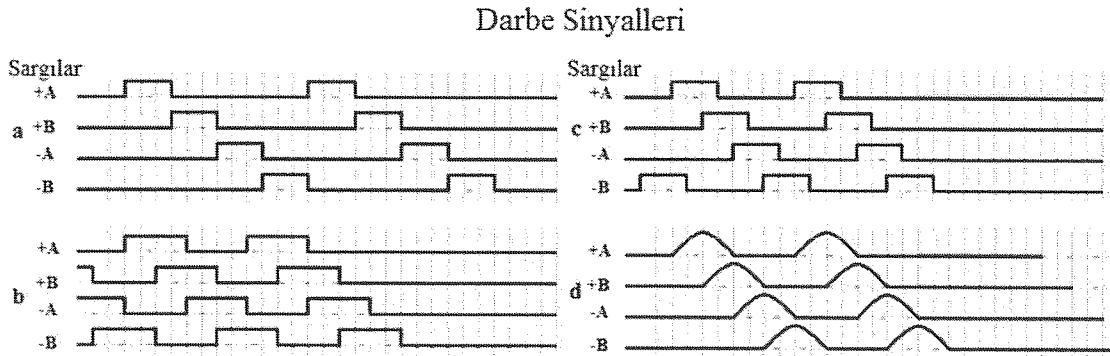 Darbe Sinyalleri
Sargılar
+A
a
+B
-A
-B
+A
b
+B
-A
-B
Sargılar
+A
c +B
-A
-B
+A
d
+B
-A
-B